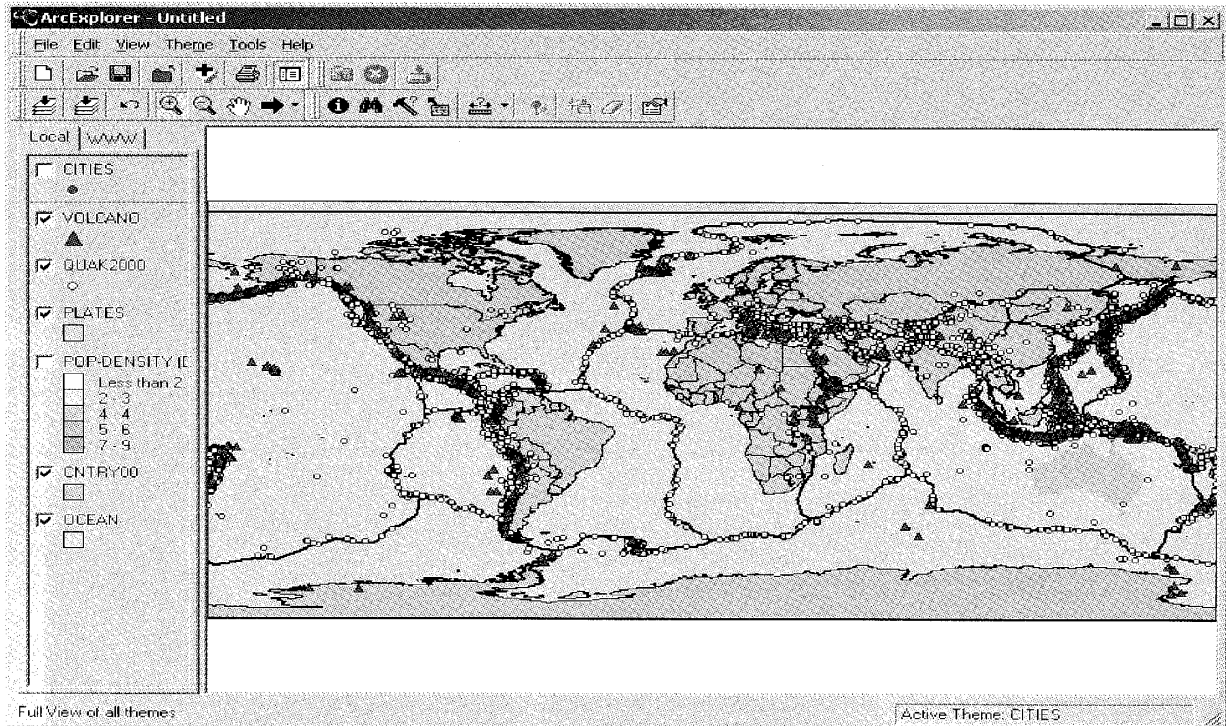 ArcExplorer - Untitled
File Edit View Theme Tools Help
Local WWW
CITIES
VOLCANO
QUAK2000
PLATES
POP-DENSITY (E
Less than 2
2 - 3
4 - 4
5 - 6
7 - 9
CNTRY00
OCEAN
Full View of all themes
Active Theme: CITIES